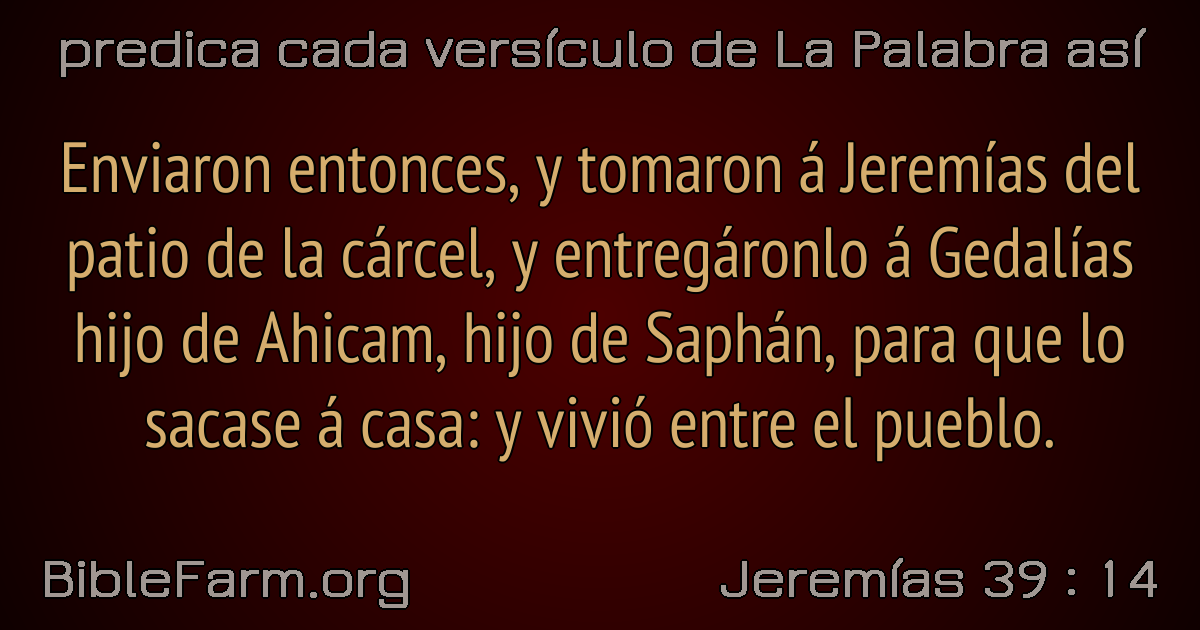 predica cada versículo de La Palabra así
Enviaron entonces, y tomaron á Jeremías del
patio de la cárcel, y entregáronlo á Gedalías
hijo de Ahicam, hijo de Saphán, para que lo
sacase á casa: y vivió entre el pueblo.
BibleFarm.org
Jeremías 39 : 14